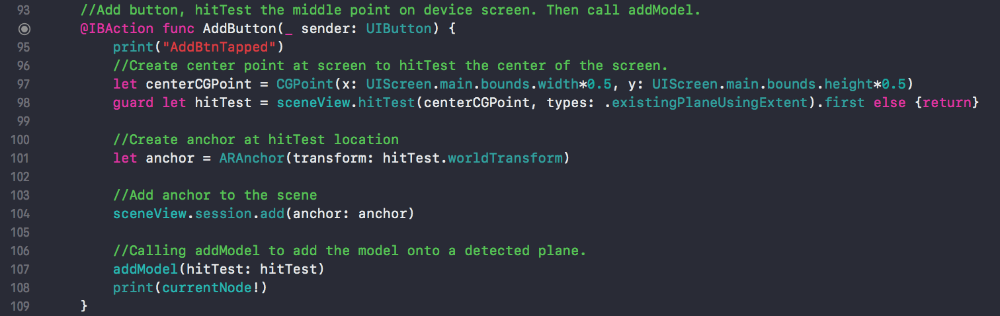 93 //Add button, hitTest the middle point on device screen. Then call addModel.
@IBAction func AddButton(_ sender: UIButton) {
95 print("AddBtnTapped")
96 //Create center point at screen to hitTest the center of the screen.
97 let centerCGPoint = CGPoint(x: UIScreen.main.bounds.width*0.5, y: UIScreen.main.bounds.height*0.5)
98 guard let hitTest = sceneView.hitTest(centerCGPoint, types: .existingPlaneUsingExtent).first else {return}
99
100 //Create anchor at hitTest location
101 let anchor = ARAnchor(transform: hitTest.worldTransform)
102
103 //Add anchor to the scene
104 sceneView.session.add(anchor: anchor)
105
106 //Calling addModel to add the model onto a detected plane.
107 addModel(hitTest: hitTest)
108 print(currentNode!)
109 }